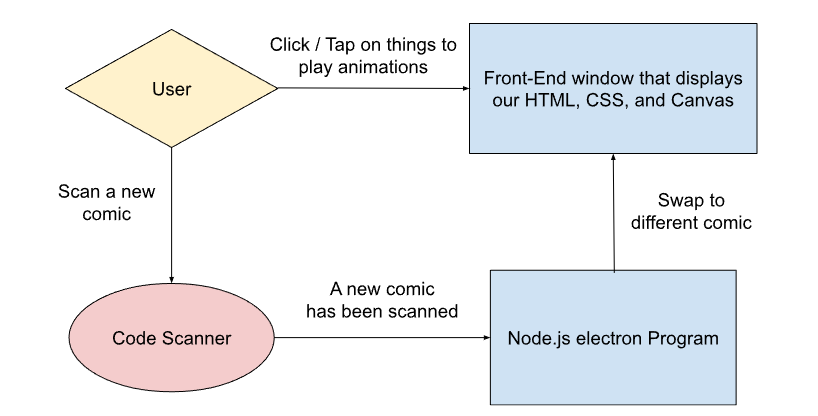 Click / Tap on things to
play animations
User
Front-End window that displays
our HTML, CSS, and Canvas
Scan a new
comic
Swap to
different comic
A new comic
has been scanned
Code Scanner
Node.js electron Program